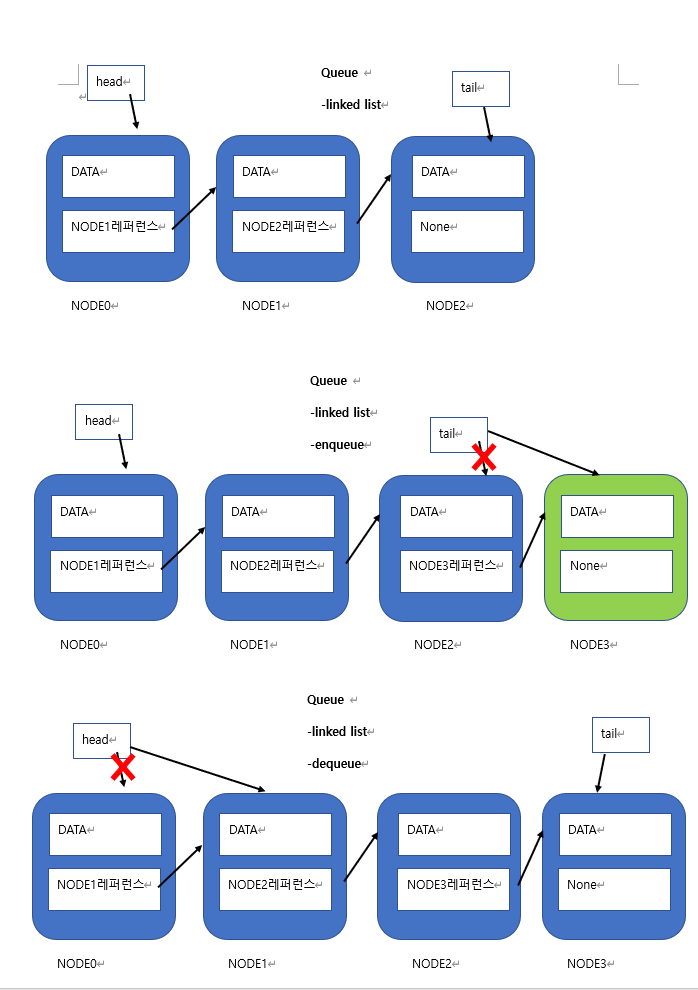 head↵
Queue ↵
tail↵
↵
-linked list↵
DATA↵
DATA↵
DATA↵
NODE1레퍼런스↵
NODE2레퍼런스↵
None↵
NODE0↵
NODE1↵
NODE2↵
Queue ↵
-linked list↵
-enqueue↵
head↵
tail↵
DATA↵
DATA↵
DATA↵
DATA↵
NODE1레퍼런스↵
NODE2레퍼런스↵
NODE3레퍼런스↵
None↵
NODE0↵
NODE1↵
NODE2↵
NODE3↵
Queue ↵
-linked list↵
-dequeue↵
head↵
tail↵
DATA↵
DATA↵
DATA↵
DATA↵
NODE1레퍼런스↵
NODE2레퍼런스↵
NODE3레퍼런스↵
None↵
NODE0↵
NODE1↵
NODE2↵
NODE3↵